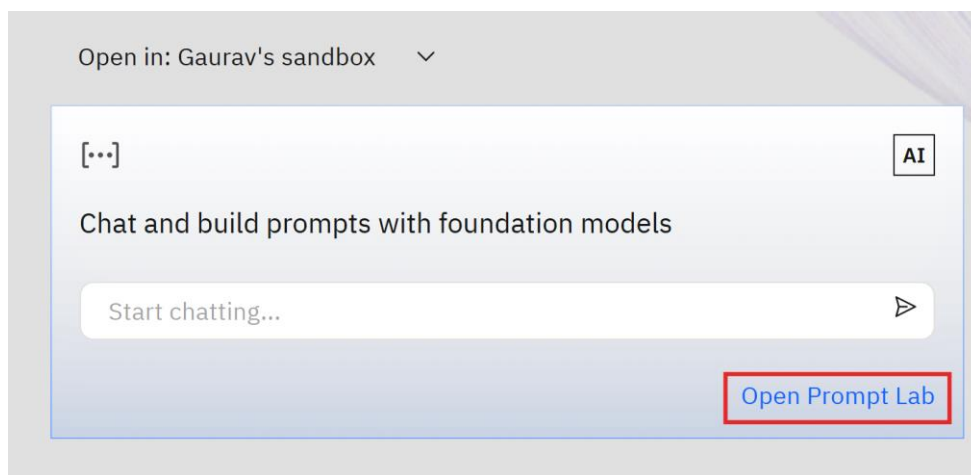 Open in: Gaurav's sandbox
[...]
AI
Chat and build prompts with foundation models
Start chatting...
Open Prompt Lab